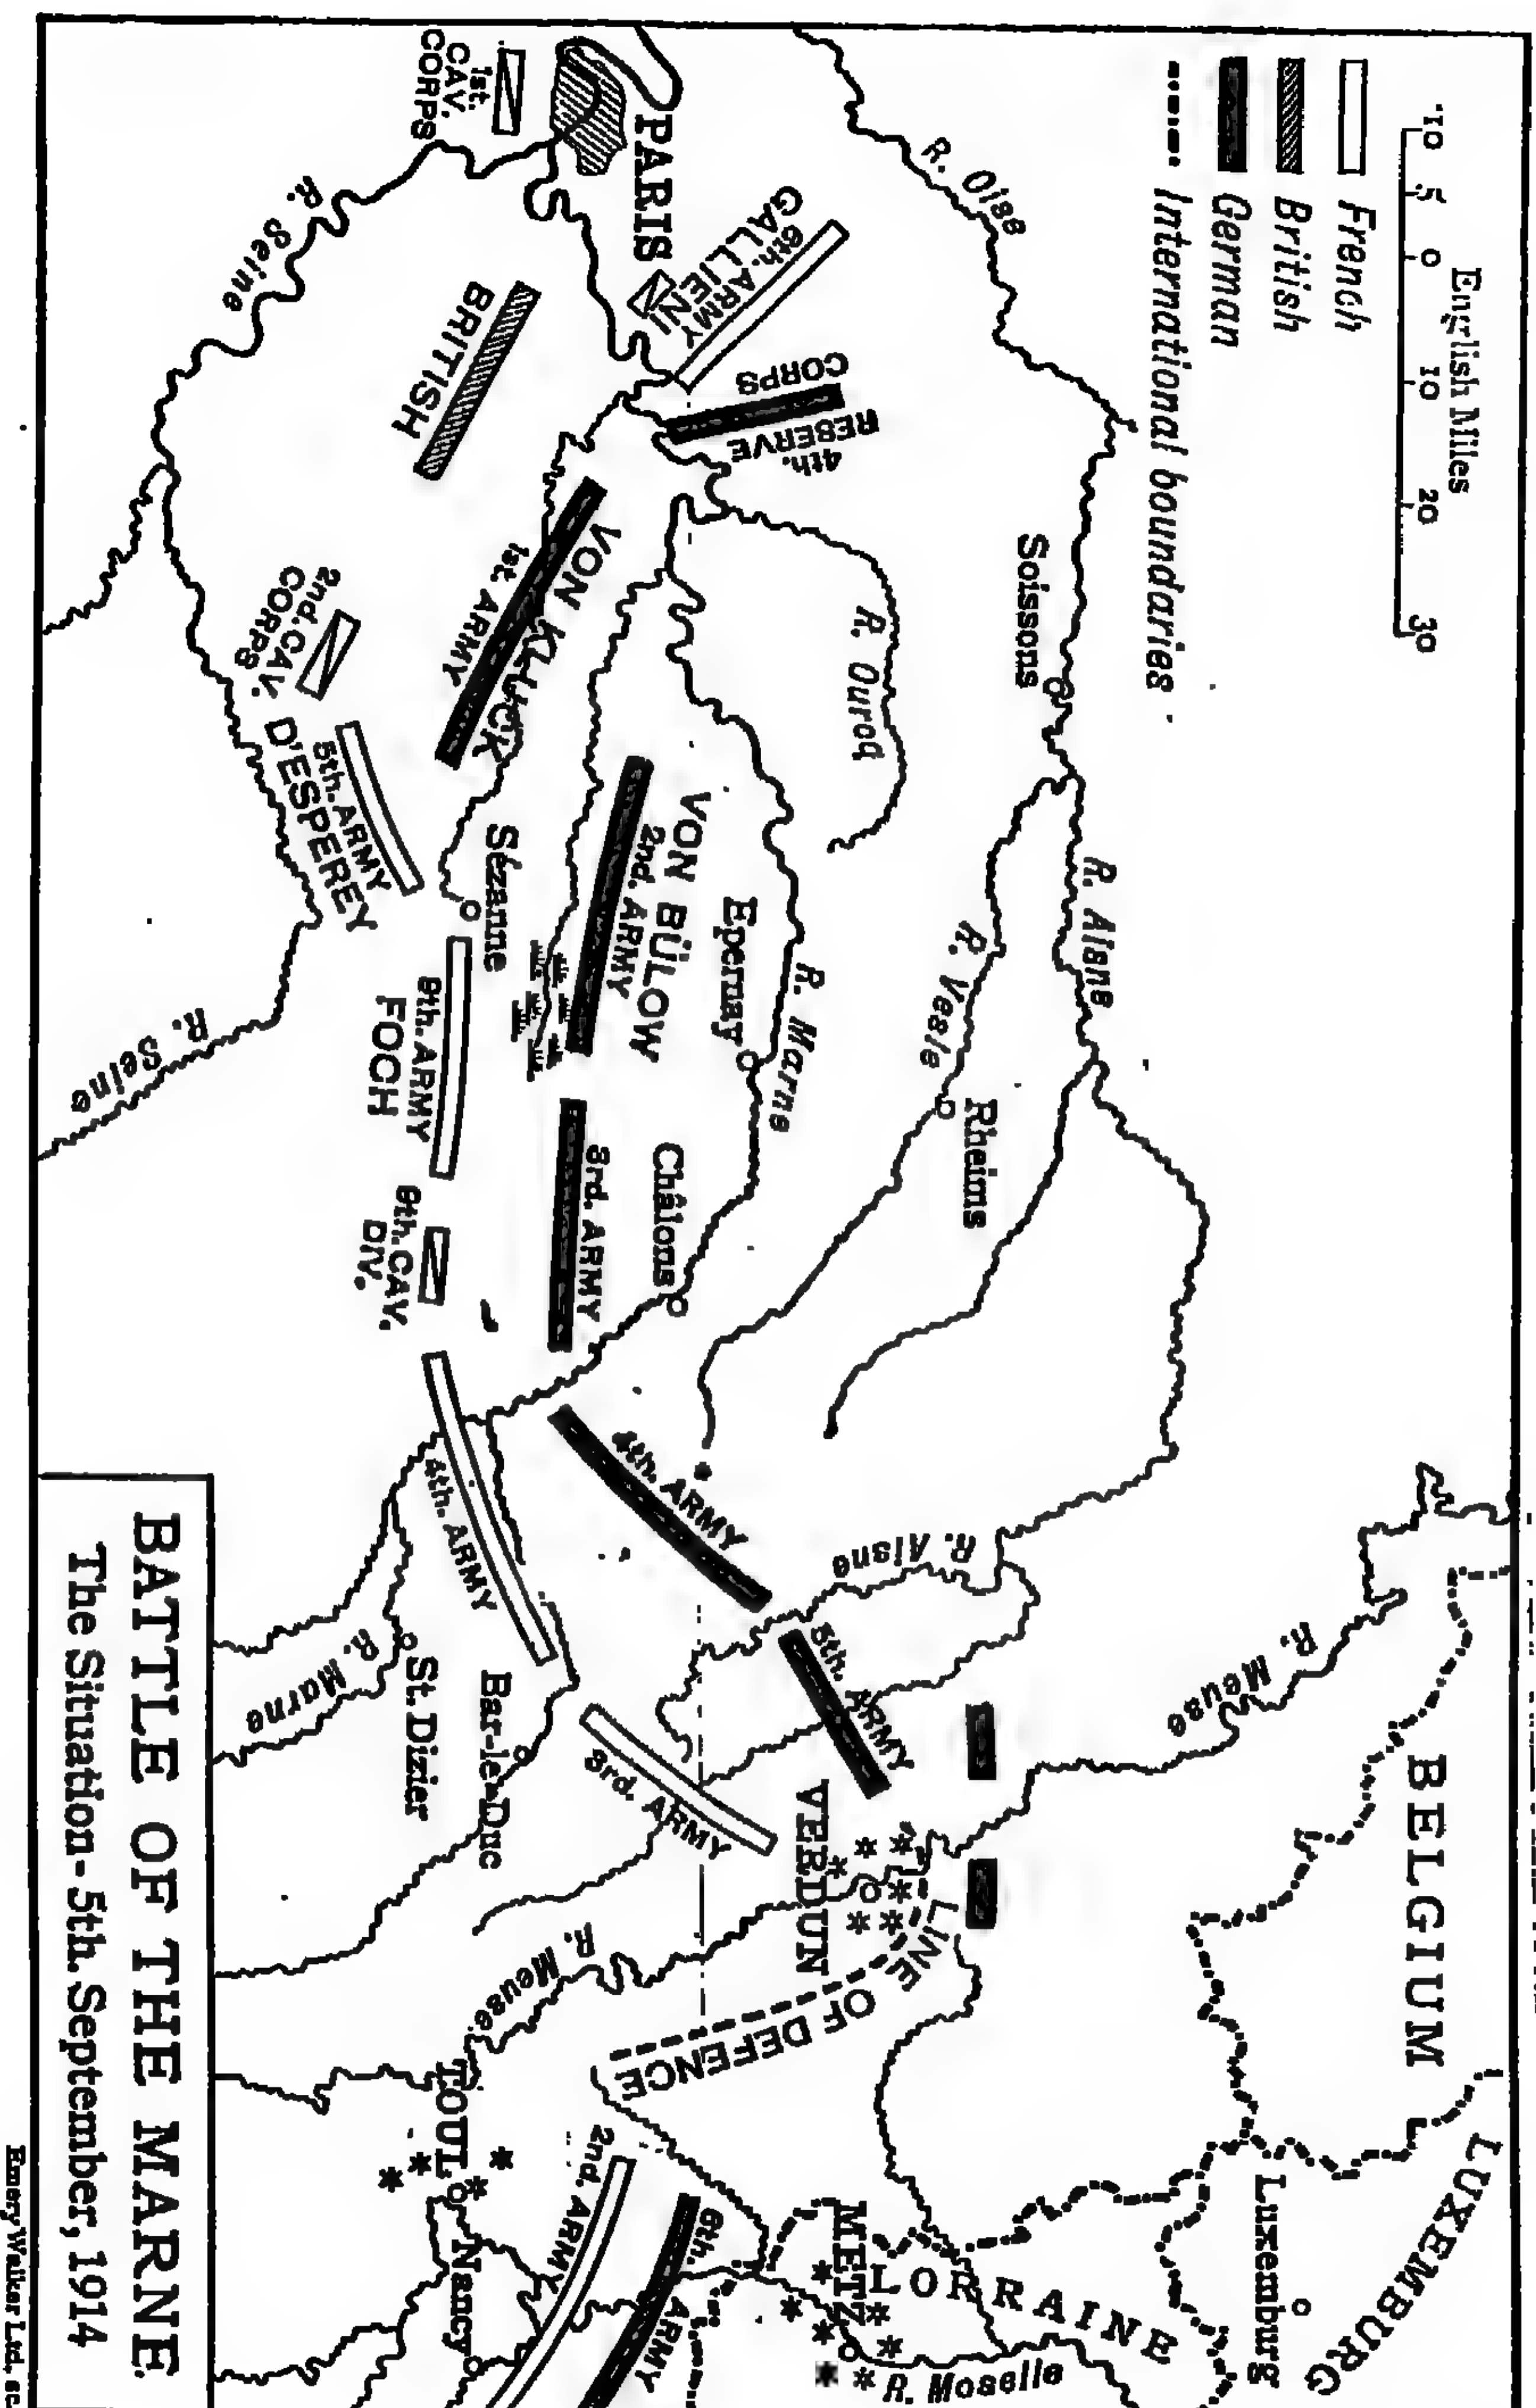 English Miles
10 5 0 10 20 30
French
British
German
International boundaries
BELGIUM
LUXEMBURG
Luxemburg
R. Oise
Soissons
R. Aisne
R. Meuse
R. Ourcq
R. Vesle
Rheims
R. Aisne
LORRAINE
METZ
R. Moselle
PARIS
1st.
CAV.
CORPS
6th. ARMY
GALLIENI
4th.
RESERVE
CORPS
BRITISH
R. Seine
VON KLUCK
1st. ARMY
VON BÜLOW
2nd. ARMY
Epernay
R. Marne
Châlons
3rd. ARMY
4th. ARMY
5th. ARMY
VERDUN
LINE OF DEFENCE
2nd. CAV.
CORPS
5th. ARMY
D'ESPEREY
Sézanne
9th. ARMY
FOCH
9th. CAV.
DIV.
4th. ARMY
3rd. ARMY
Bar-le-Duc
St. Dizier
R. Marne
R. Meuse
TOUL
Nancy
2nd. ARMY
6th. ARMY
R. Seine
BATTLE OF THE MARNE
The Situation-5th. September, 1914
Emery Walker Ltd. sc.